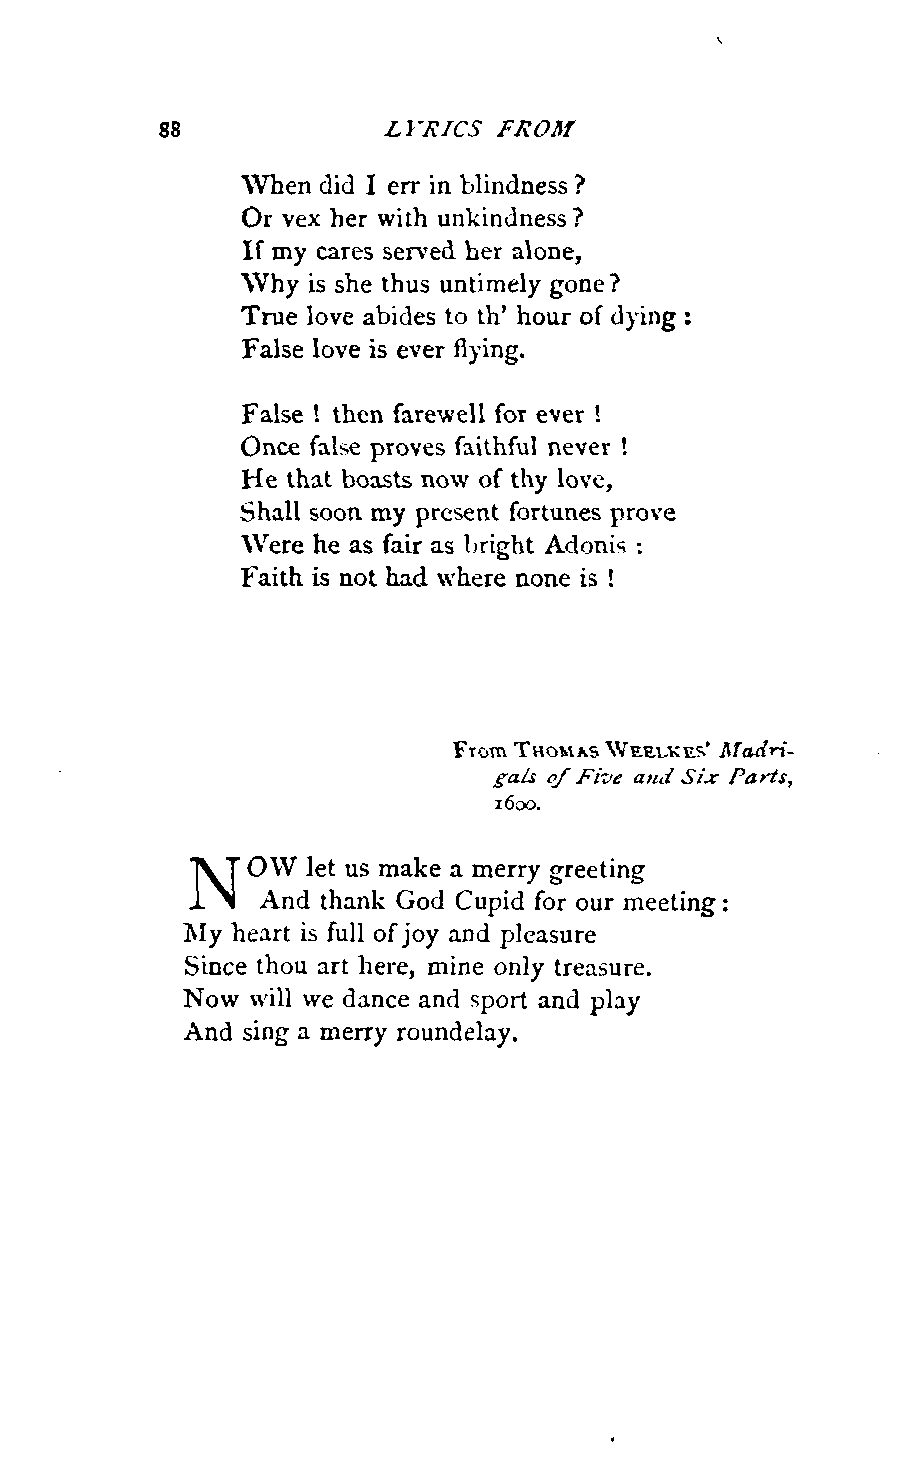 88 LYRICS FROM
When did I err in blindness?
Or vex her with unkindness?
If my cares served her alone,
Why is she thus untimely gone?
True love abides to th' hour of dying:
False love is ever flying.
False! then farewell for ever!
Once false proves faithful never!
He that boasts now of thy love,
Shall soon my present fortunes prove
Were he as fair as bright Adonis:
Faith is not had where none is!
From THOMAS WEELKES' Madri-
gals of Five and Six Parts,
1600.
NOW let us make a merry greeting
And thank God Cupid for our meeting:
My heart is full of joy and pleasure
Since thou art here, mine only treasure.
Now will we dance and sport and play
And sing a merry roundelay.